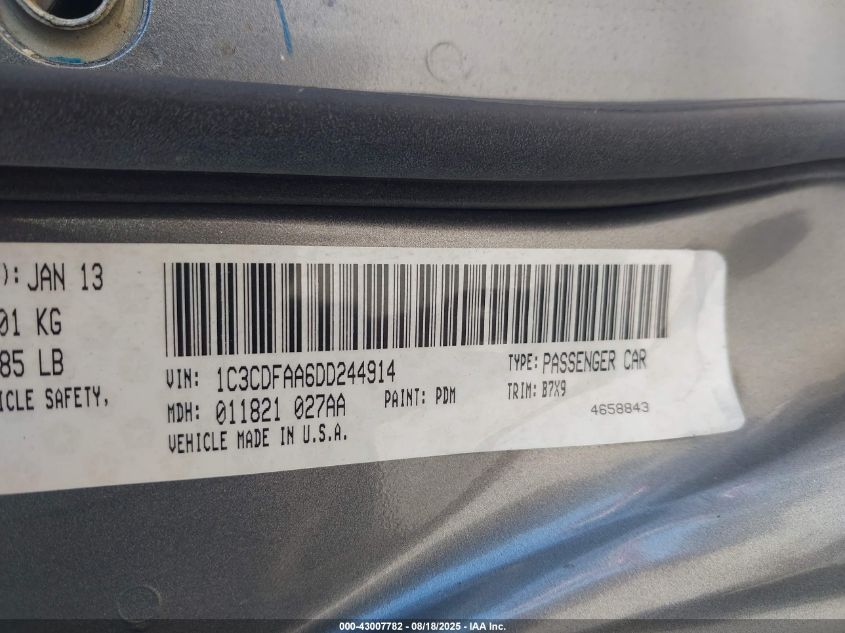 ): JAN 13
01 KG
85 LB
ICLE SAFETY,
VIN: 1C3CDFAA6DD244914
TYPE: PASSENGER CAR
MDH: 011821 027AA
PAINT: PDM
TRIM: B7X9
VEHICLE MADE IN U.S.A.
4658843
000-43007782 - 08/18/2025 - IAA Inc.